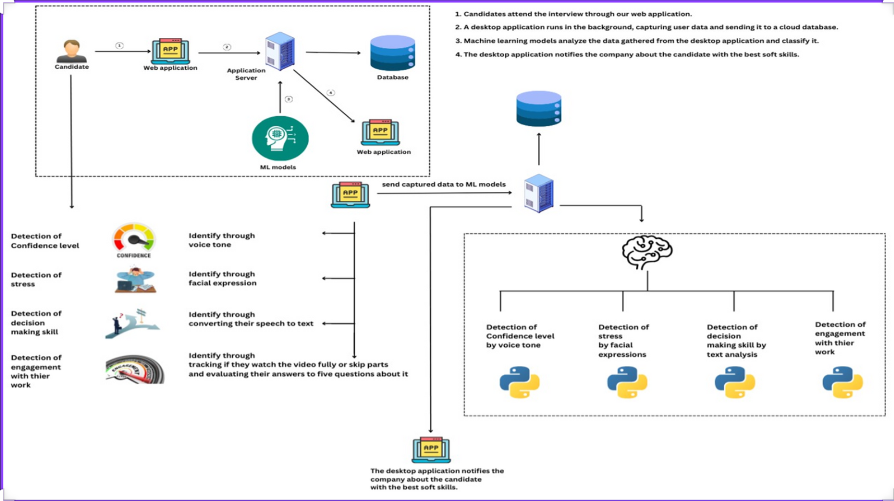 1. Candidates attend the interview through our web application.
2. A desktop application runs in the background, capturing user data and sending it to a cloud database.
3. Machine learning models analyze the data gathered from the desktop application and classify it.
4. The desktop application notifies the company about the candidate with the best soft skills.
1
2
3
4
APP
Candidate
Web application
Application
Server
Database
APP
Web application
ML models
APP
send captured data to ML models
Detection of
Confidence level
CONFIDENCE
Identify through
voice tone
Detection of
stress
Identify through
facial expression
Detection of
decision
making skill
Identify through
converting their speech to text
Detection of
engagement
with thier
work
Identify through
tracking if they watch the video fully or skip parts
and evaluating their answers to five questions about it
Detection of
Confidence level
by voice tone
Detection of
stress
by facial
expressions
Detection of
decision
making skill by
text analysis
Detection of
engagement
with thier
work
APP
The desktop application notifies the
company about the candidate
with the best soft skills.